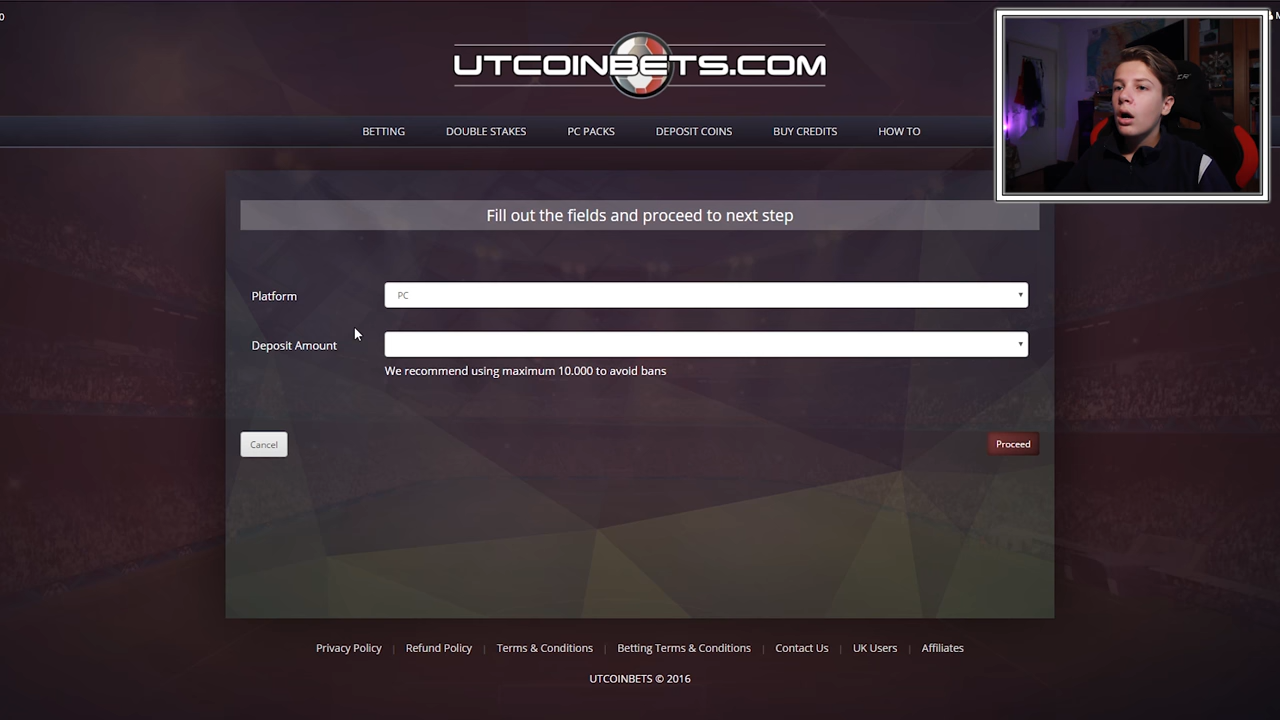 UTCOINBETS.COM
BETTING DOUBLE STAKES PC PACKS DEPOSIT COINS BUY CREDITS HOW TO
Fill out the fields and proceed to next step
Platform PC
Deposit Amount
We recommend using maximum 10.000 to avoid bans
Cancel Proceed
Privacy Policy | Refund Policy | Terms & Conditions | Betting Terms & Conditions | Contact Us | UK Users | Affiliates
UTCOINBETS © 2016